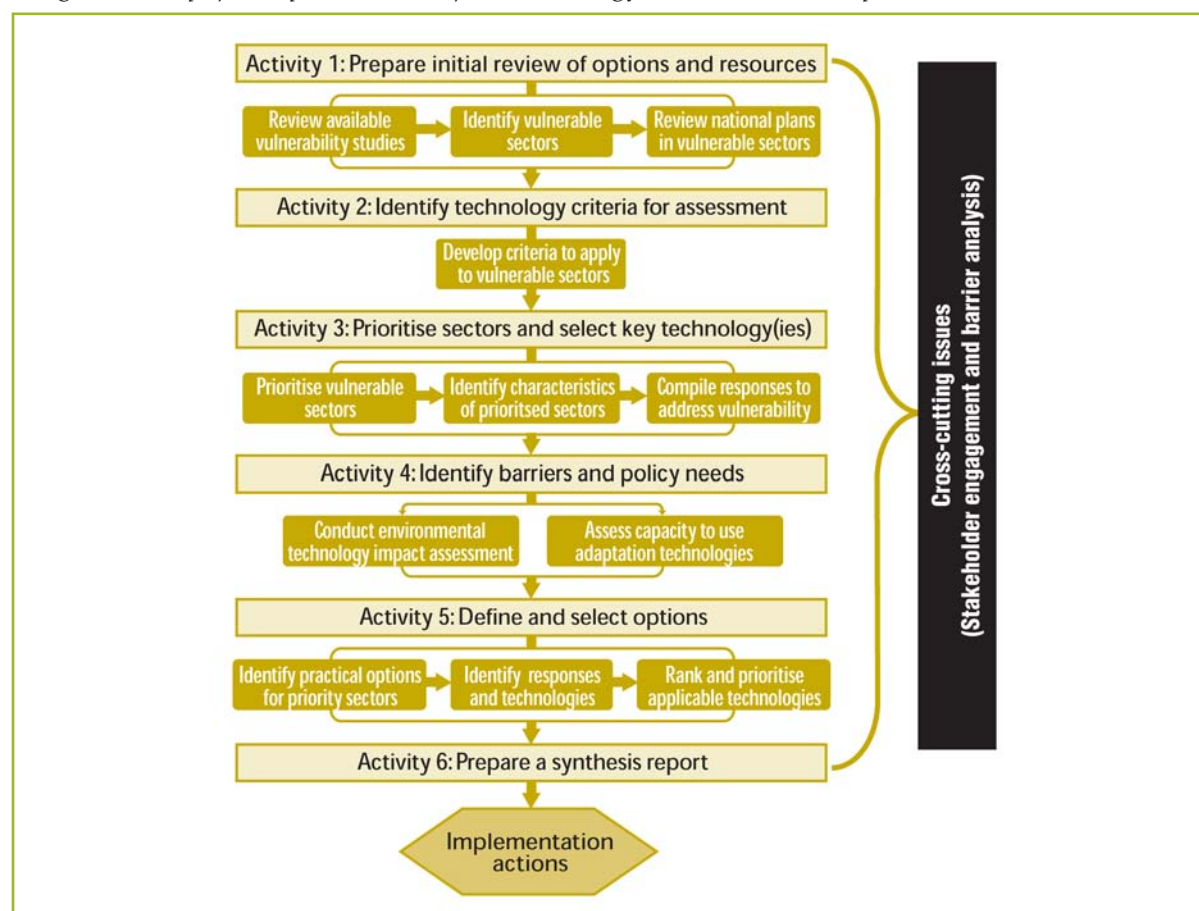 Activity 1: Prepare initial review of options and resources
Review available
vulnerability studies
Identify vulnerable
sectors
Review national plans
in vulnerable sectors
Activity 2: Identify technology criteria for assessment
Develop criteria to apply
to vulnerable sectors
Activity 3: Prioritise sectors and select key technology(ies)
Prioritise vulnerable
sectors
Identify characteristics
of prioritsed sectors
Compile responses to
address vulnerability
Activity 4: Identify barriers and policy needs
Conduct environmental
technology impact assessment
Assess capacity to use
adaptation technologies
Activity 5: Define and select options
Identify practical options
for priority sectors
Identify responses
and technologies
Rank and prioritise
applicable technologies
Activity 6: Prepare a synthesis report
Implementation
actions
Cross-cutting issues
(Stakeholder engagement and barrier analysis)